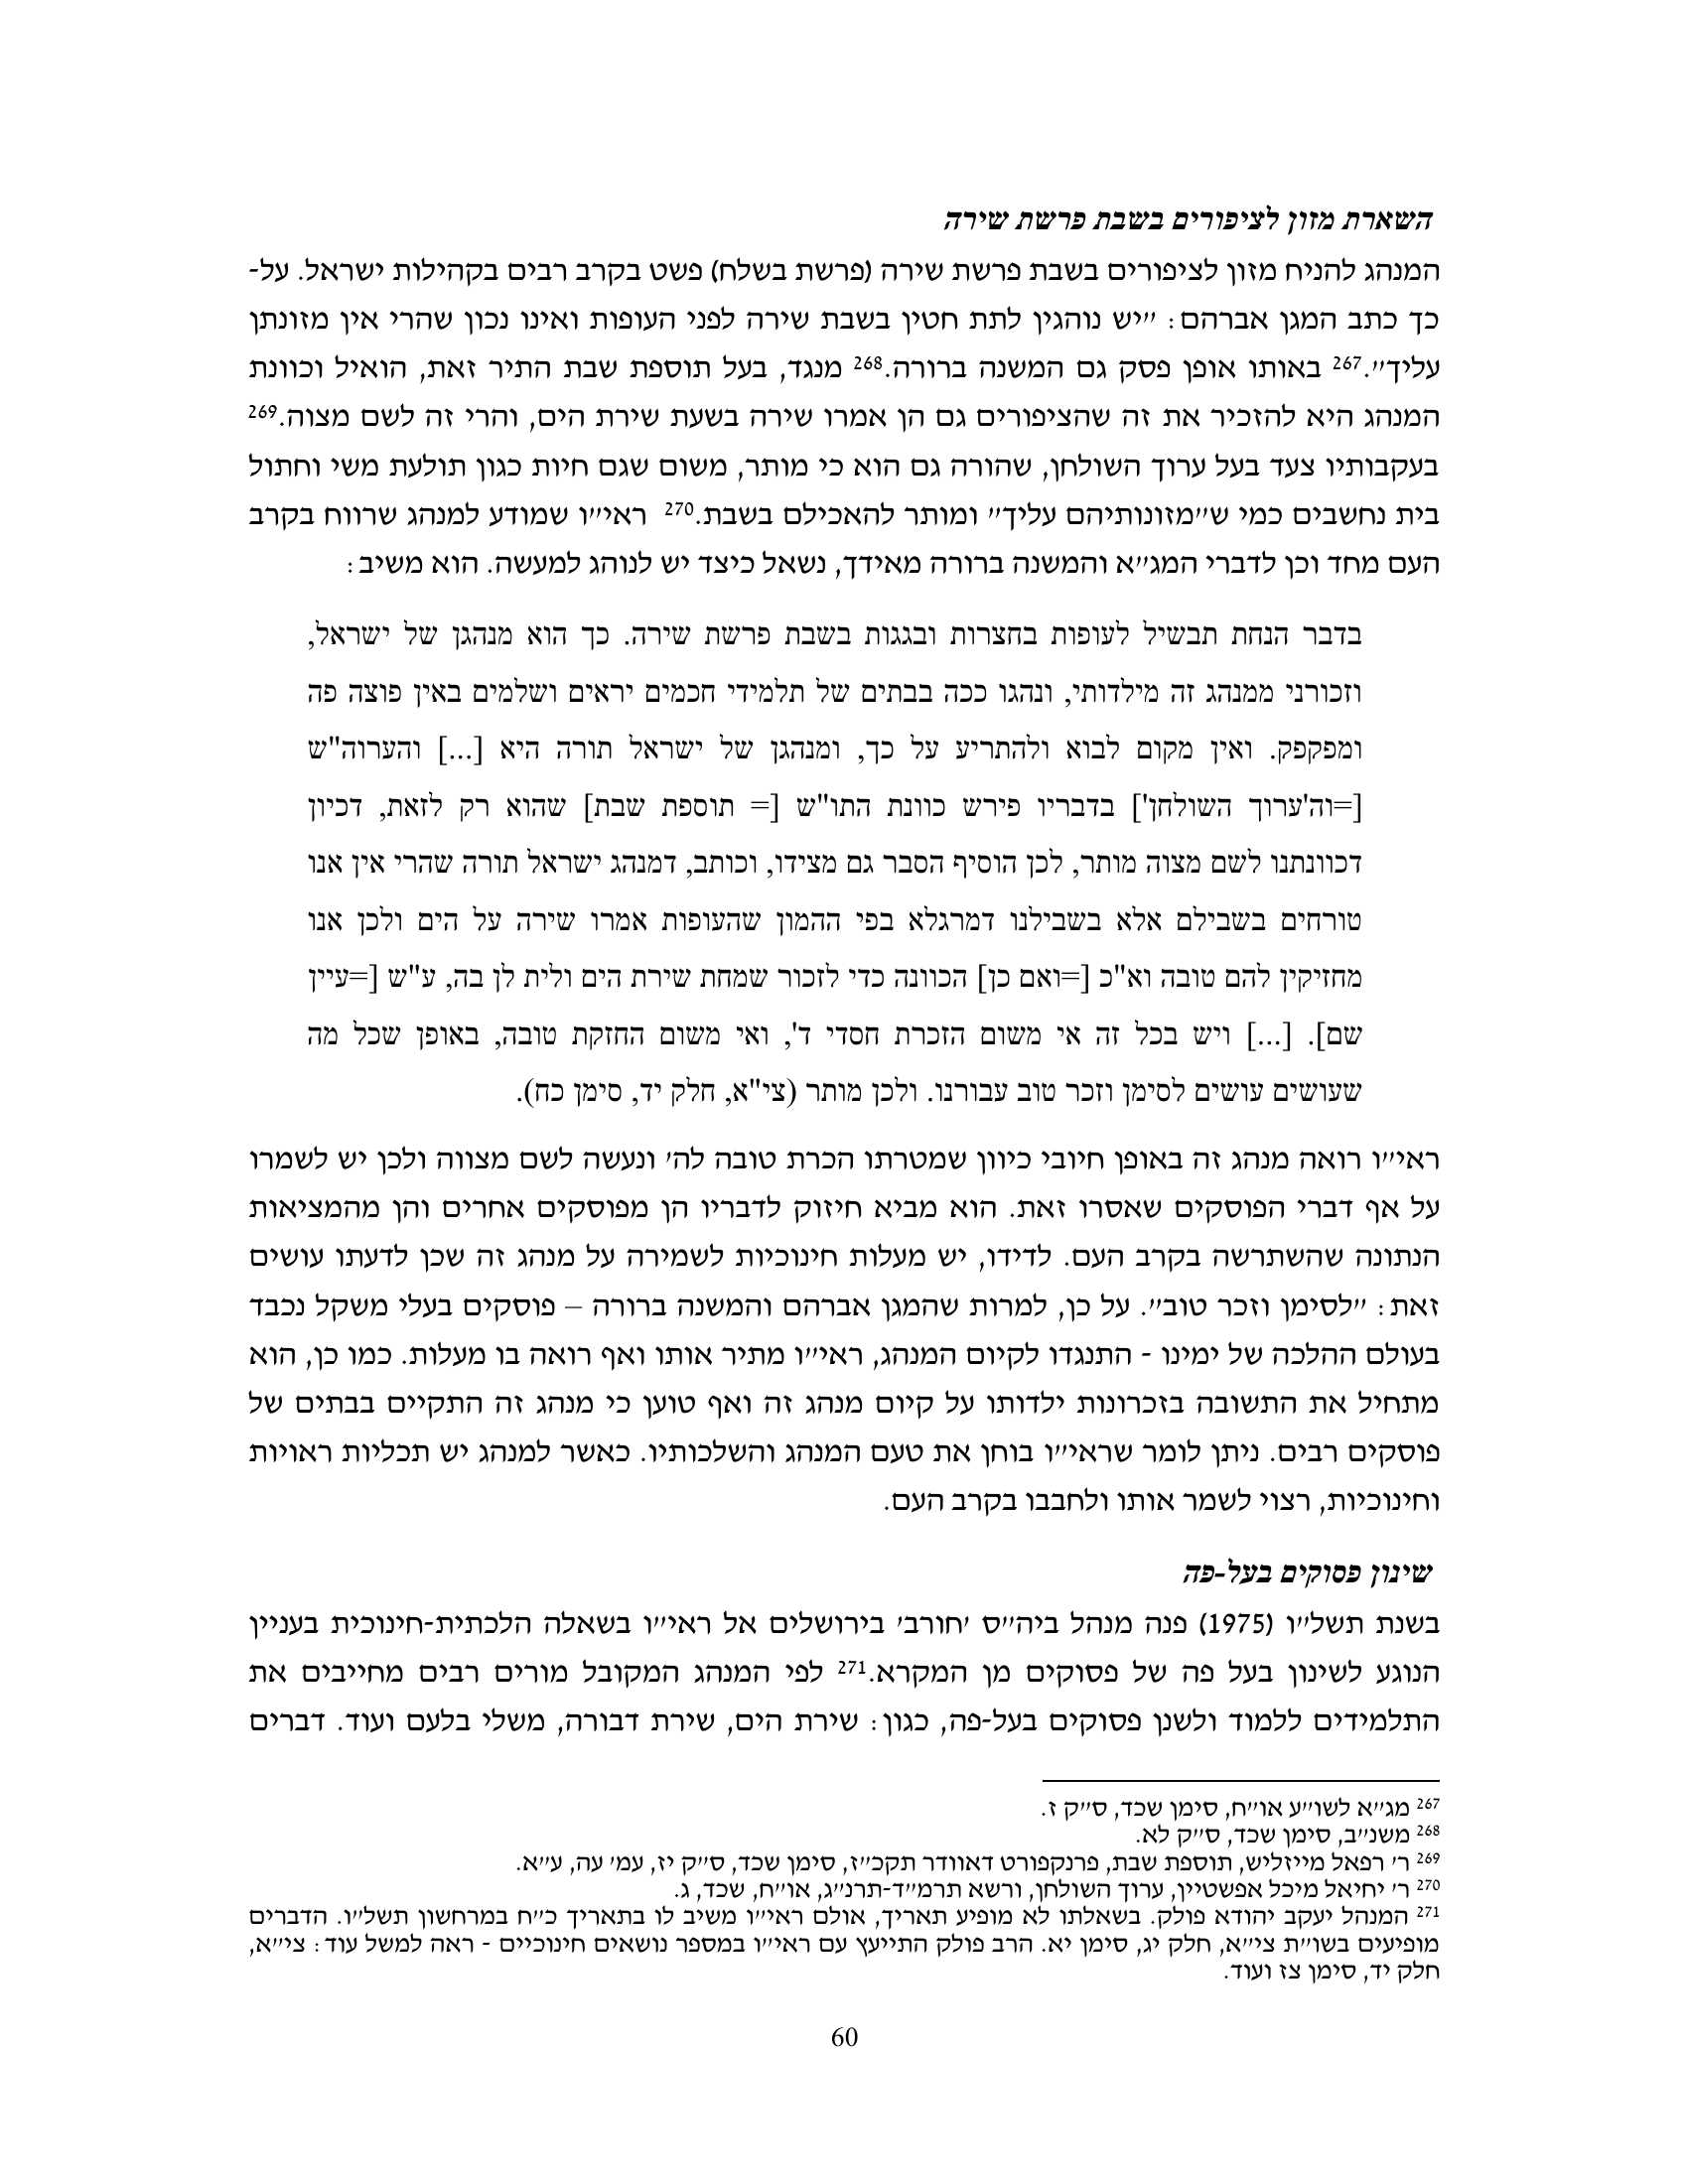 השארת מזון לציפורים בשבת פרשת שירה
המנהג להניח מזון לציפורים בשבת פרשת שירה (פרשת בשלח) פשט בקרב רבים בקהילות ישראל. על-
כך כתב המגן אברהם: ״יש נוהגין לתת חטין בשבת שירה לפני העופות ואינו נכון שהרי אין מזונתן
עליך״.267 באותו אופן פסק גם המשנה ברורה.268 מנגד, בעל תוספת שבת התיר זאת, הואיל וכוונת
המנהג היא להזכיר את זה שהציפורים גם הן אמרו שירה בשעת שירת הים, והרי זה לשם מצוה.269
בעקבותיו צעד בעל ערוך השולחן, שהורה גם הוא כי מותר, משום שגם חיות כגון תולעת משי וחתול
בית נחשבים כמי ש״מזונותיהם עליך״ ומותר להאכילם בשבת.270 ראי״ו שמודע למנהג שרווח בקרב
העם מחד וכן לדברי המג״א והמשנה ברורה מאידך, נשאל כיצד יש לנוהג למעשה. הוא משיב:
בדבר הנחת תבשיל לעופות בחצרות ובגגות בשבת פרשת שירה. כך הוא מנהגן של ישראל,
וזכורני ממנהג זה מילדותי, ונהגו ככה בבתים של תלמידי חכמים יראים ושלמים באין פוצה פה
ומפקפק. ואין מקום לבוא ולהתריע על כך, ומנהגן של ישראל תורה היא [...] והערוה"ש
[=וה'ערוך השולחן'] בדבריו פירש כוונת התו"ש [= תוספת שבת] שהוא רק לזאת, דכיון
דכוונתנו לשם מצוה מותר, לכן הוסיף הסבר גם מצידו, וכותב, דמנהג ישראל תורה שהרי אין אנו
טורחים בשבילם אלא בשבילנו דמרגלא בפי ההמון שהעופות אמרו שירה על הים ולכן אנו
מחזיקין להם טובה וא"כ [=ואם כן] הכוונה כדי לזכור שמחת שירת הים ולית לן בה, ע"ש [=עיין
שם]. [...] ויש בכל זה אי משום הזכרת חסדי ד', ואי משום החזקת טובה, באופן שכל מה
שעושים עושים לסימן וזכר טוב עבורנו. ולכן מותר (צי"א, חלק יד, סימן כח).
ראי״ו רואה מנהג זה באופן חיובי כיוון שמטרתו הכרת טובה לה׳ ונעשה לשם מצווה ולכן יש לשמרו
על אף דברי הפוסקים שאסרו זאת. הוא מביא חיזוק לדבריו הן מפוסקים אחרים והן מהמציאות
הנתונה שהשתרשה בקרב העם. לדידו, יש מעלות חינוכיות לשמירה על מנהג זה שכן לדעתו עושים
זאת: ״לסימן וזכר טוב״. על כן, למרות שהמגן אברהם והמשנה ברורה – פוסקים בעלי משקל נכבד
בעולם ההלכה של ימינו - התנגדו לקיום המנהג, ראי״ו מתיר אותו ואף רואה בו מעלות. כמו כן, הוא
מתחיל את התשובה בזכרונות ילדותו על קיום מנהג זה ואף טוען כי מנהג זה התקיים בבתים של
פוסקים רבים. ניתן לומר שראי״ו בוחן את טעם המנהג והשלכותיו. כאשר למנהג יש תכליות ראויות
וחינוכיות, רצוי לשמר אותו ולחבבו בקרב העם.
שינון פסוקים בעל-פה
בשנת תשל״ו (1975) פנה מנהל ביה״ס ׳חורב׳ בירושלים אל ראי״ו בשאלה הלכתית-חינוכית בעניין
הנוגע לשינון בעל פה של פסוקים מן המקרא.271 לפי המנהג המקובל מורים רבים מחייבים את
התלמידים ללמוד ולשנן פסוקים בעל-פה, כגון: שירת הים, שירת דבורה, משלי בלעם ועוד. דברים
267 מג״א לשו״ע או״ח, סימן שכד, ס״ק ז.
268 משנ״ב, סימן שכד, ס״ק לא.
269 ר׳ רפאל מייזליש, תוספת שבת, פרנקפורט דאוודר תקכ״ז, סימן שכד, ס״ק יז, עמ׳ עה, ע״א.
270 ר׳ יחיאל מיכל אפשטיין, ערוך השולחן, ורשא תרמ״ד-תרנ״ג, או״ח, שכד, ג.
271 המנהל יעקב יהודא פולק. בשאלתו לא מופיע תאריך, אולם ראי״ו משיב לו בתאריך כ״ח במרחשון תשל״ו. הדברים
מופיעים בשו״ת צי״א, חלק יג, סימן יא. הרב פולק התייעץ עם ראי״ו במספר נושאים חינוכיים - ראה למשל עוד: צי״א,
חלק יד, סימן צז ועוד.
60